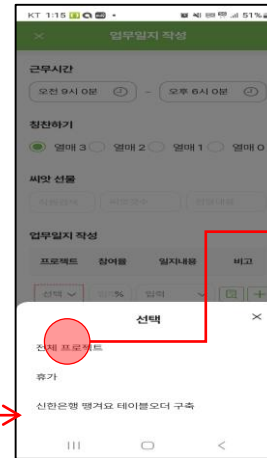 KT 1:15
51%
업무일지 작성
근무시간
오전 9시 0분 - 오후 6시 0분
칭찬하기
열매 3 열매 2 열매 1 열매 0
씨앗 선물
업무일지 작성
프로젝트 참여율 일지내용 비고
선택 % 입력
선택
전체 프로젝트
휴가
신한은행 땡겨요 테이블오더 구축